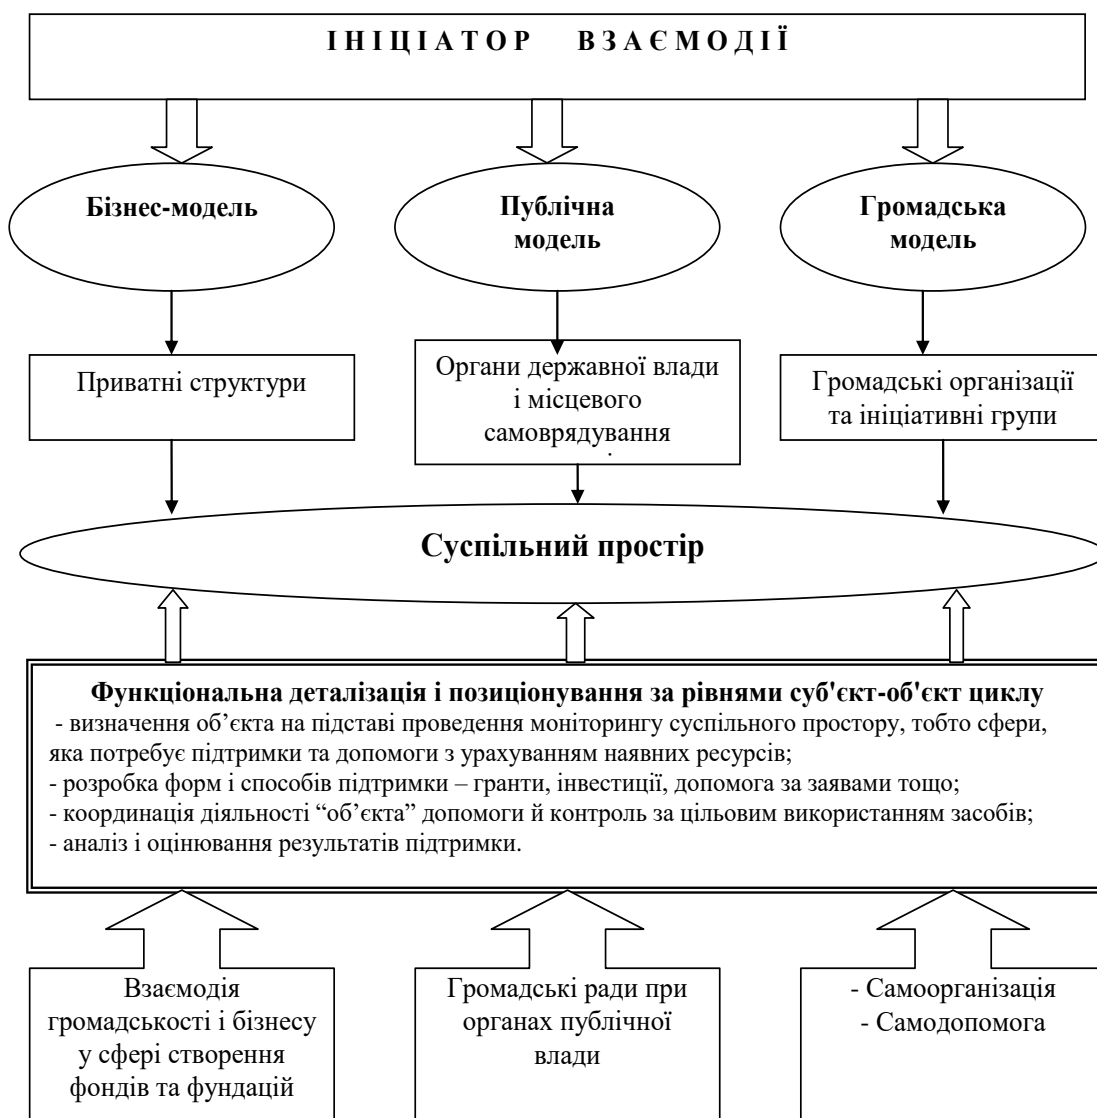 ІНІЦІАТОР ВЗАЄМОДІЇ
Бізнес-модель
Публічна
модель
Громадська
модель
Приватні структури
Органи державної влади
і місцевого
самоврядування
Громадські організації
та ініціативні групи
Суспільний простір
Функціональна деталізація і позиціонування за рівнями суб'єкт-об'єкт циклу
- визначення об’єкта на підставі проведення моніторингу суспільного простору, тобто сфери,
яка потребує підтримки та допомоги з урахуванням наявних ресурсів;
- розробка форм і способів підтримки – гранти, інвестиції, допомога за заявами тощо;
- координація діяльності “об’єкта” допомоги й контроль за цільовим використанням засобів;
- аналіз і оцінювання результатів підтримки.
Взаємодія
громадськості і бізнесу
у сфері створення
фондів та фундацій
Громадські ради при
органах публічної
влади
- Самоорганізація
- Самодопомога